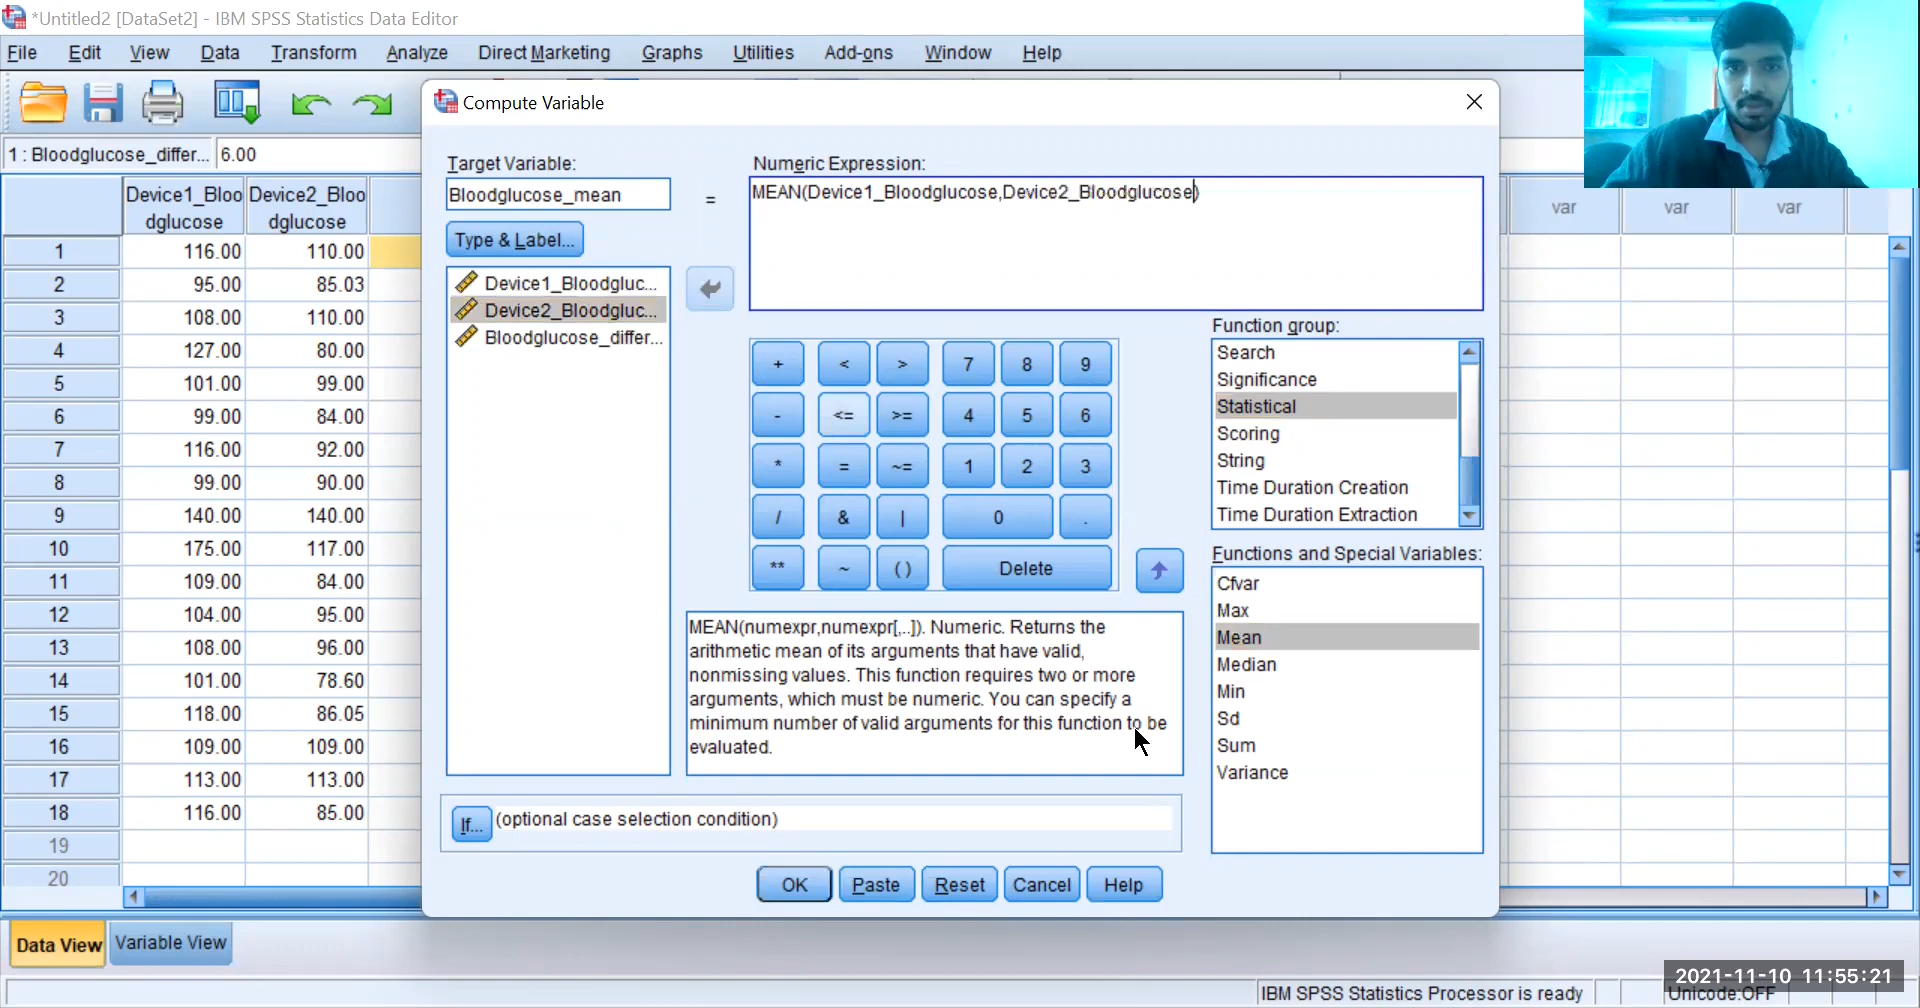 *Untitled2 [DataSet2] - IBM SPSS Statistics Data Editor
File Edit View Data Transform Analyze Direct Marketing Graphs Utilities Add-ons Window Help
Compute Variable
1 : Bloodglucose_differ... 6.00
Device1_Bloo
dglucose
Device2_Bloo
dglucose
var var var
1 116.00 110.00
2 95.00 85.03
3 108.00 110.00
4 127.00 80.00
5 101.00 99.00
6 99.00 84.00
7 116.00 92.00
8 99.00 90.00
9 140.00 140.00
10 175.00 117.00
11 109.00 84.00
12 104.00 95.00
13 108.00 96.00
14 101.00 78.60
15 118.00 86.05
16 109.00 109.00
17 113.00 113.00
18 116.00 85.00
19
20
Target Variable:
Bloodglucose_mean
=
Type & Label...
Device1_Bloodgluc...
Device2_Bloodgluc...
Bloodglucose_differ...
Numeric Expression:
MEAN(Device1_Bloodglucose,Device2_Bloodglucose)
+ < > 7 8 9
- <= >= 4 5 6
* = ~= 1 2 3
/ & | 0 .
** ~ ( ) Delete
Function group:
Search
Significance
Statistical
Scoring
String
Time Duration Creation
Time Duration Extraction
Functions and Special Variables:
Cfvar
Max
Mean
Median
Min
Sd
Sum
Variance
MEAN(numexpr,numexpr[,..]). Numeric. Returns the
arithmetic mean of its arguments that have valid,
nonmissing values. This function requires two or more
arguments, which must be numeric. You can specify a
minimum number of valid arguments for this function to be
evaluated.
If... (optional case selection condition)
OK Paste Reset Cancel Help
Data View Variable View
2021-11-10 11:55:21
IBM SPSS Statistics Processor is ready Unicode:OFF